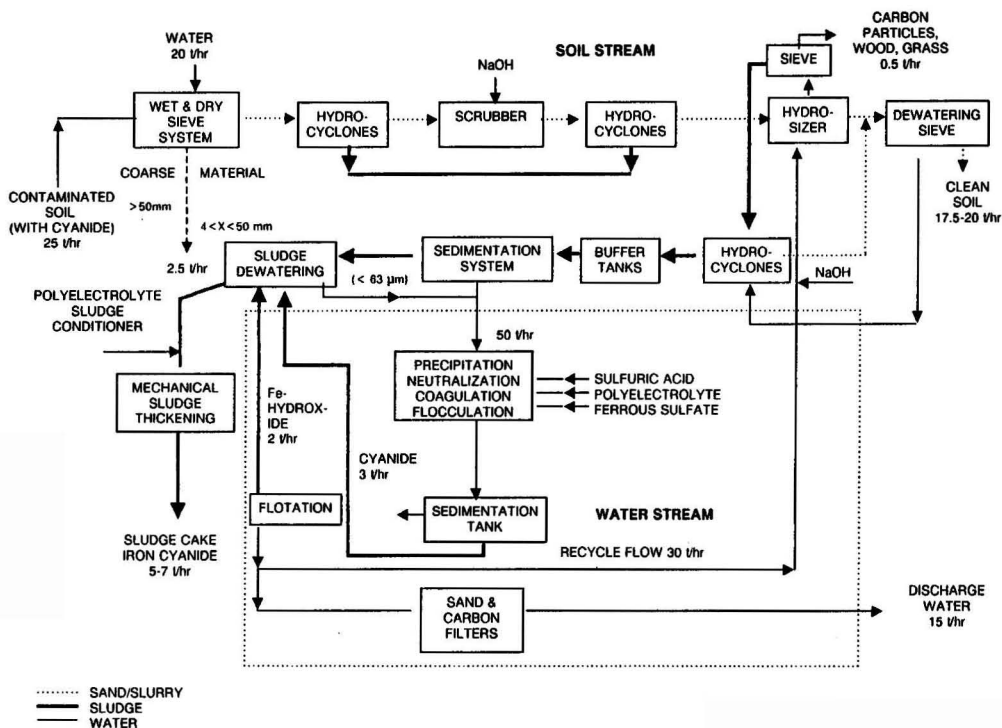 WATER
20 t/hr
SOIL STREAM
NaOH
CARBON
PARTICLES,
WOOD, GRASS
0.5 t/hr
SIEVE
WET & DRY
SIEVE
SYSTEM
HYDRO-
CYCLONES
SCRUBBER
HYDRO-
CYCLONES
HYDRO-
SIZER
DEWATERING
SIEVE
COARSE MATERIAL
>50mm
4 < X < 50 mm
2.5 t/hr
CONTAMINATED
SOIL
(WITH CYANIDE)
25 t/hr
CLEAN
SOIL
17.5-20 t/hr
SLUDGE
DEWATERING
(< 63 μm)
SEDIMENTATION
SYSTEM
BUFFER
TANKS
HYDRO-
CYCLONES
NaOH
POLYELECTROLYTE
SLUDGE
CONDITIONER
50 t/hr
MECHANICAL
SLUDGE
THICKENING
PRECIPITATION
NEUTRALIZATION
COAGULATION
FLOCCULATION
SULFURIC ACID
POLYELECTROLYTE
FERROUS SULFATE
Fe-
HYDROX-
IDE
2 t/hr
CYANIDE
3 t/hr
FLOTATION
SEDIMENTATION
TANK
WATER STREAM
SLUDGE CAKE
IRON CYANIDE
5-7 t/hr
RECYCLE FLOW 30 t/hr
SAND &
CARBON
FILTERS
DISCHARGE
WATER
15 t/hr
SAND/SLURRY
SLUDGE
WATER